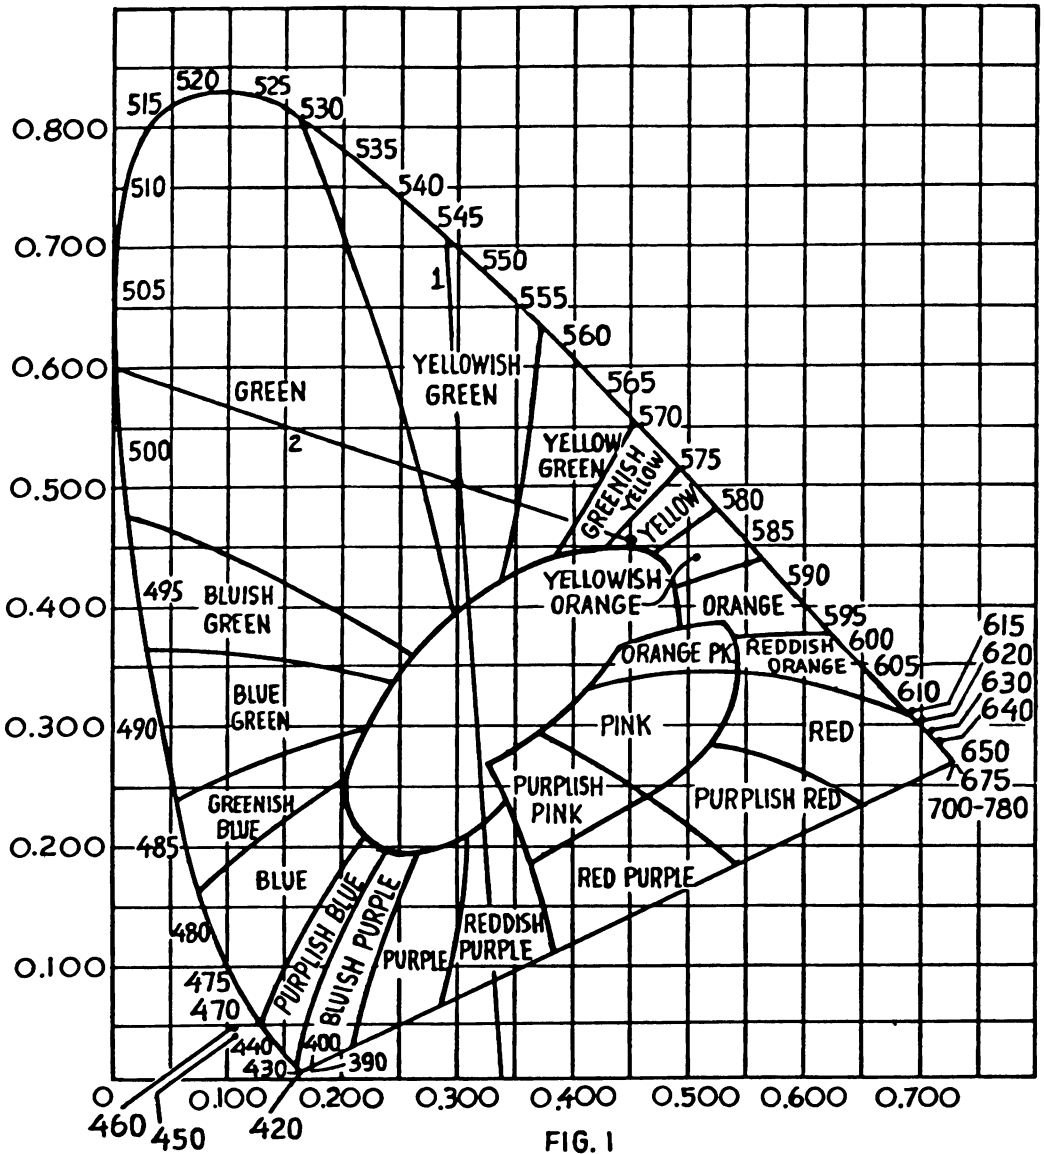 520
525
515
530
0.800
535
510
540
545
0.700
550
1
505
555
560
0.600
YELLOWISH
GREEN
GREEN
565
570
500
2
YELLOW
GREEN
GREENISH
YELLOW
575
YELLOW
0.500
580
585
495
BLUISH
GREEN
YELLOWISH
ORANGE
590
0.400
ORANGE
595
600
605
610
615
620
630
640
ORANGE PK.
REDDISH
ORANGE
BLUE
GREEN
490
0.300
PINK
RED
650
675
700-780
GREENISH
BLUE
PURPLISH
PINK
PURPLISH RED
485
0.200
BLUE
RED PURPLE
PURPLISH BLUE
BLUISH PURPLE
PURPLE
REDDISH
PURPLE
480
0.100
475
470
440
430
400
390
0
0.100
0.200
0.300
0.400
0.500
0.600
0.700
460
450
420
FIG. 1